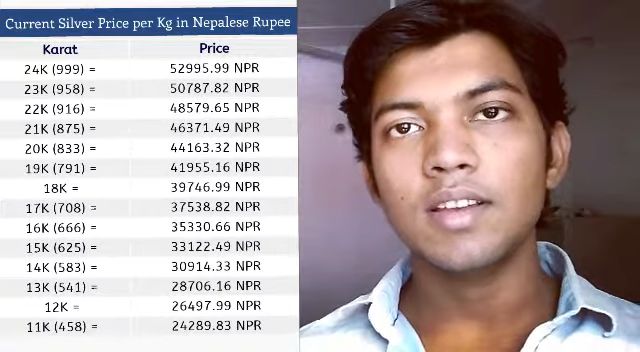 Current Silver Price per Kg in Nepalese Rupee
Karat Price
24K (999) = 52995.99 NPR
23K (958) = 50787.82 NPR
22K (916) = 48579.65 NPR
21K (875) = 46371.49 NPR
20K (833) = 44163.32 NPR
19K (791) = 41955.16 NPR
18K = 39746.99 NPR
17K (708) = 37538.82 NPR
16K (666) = 35330.66 NPR
15K (625) = 33122.49 NPR
14K (583) = 30914.33 NPR
13K (541) = 28706.16 NPR
12K = 26497.99 NPR
11K (458) = 24289.83 NPR